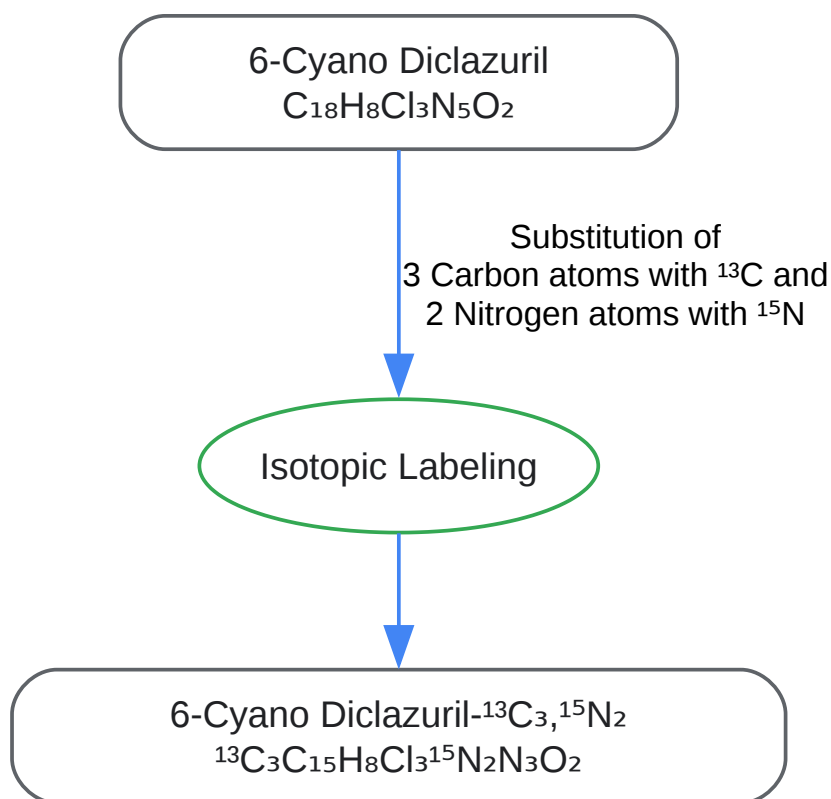 6-Cyano Diclazuril
C₁₈H₈Cl₃N₅O₂
Substitution of
3 Carbon atoms with ¹³C and
2 Nitrogen atoms with ¹⁵N
Isotopic Labeling
6-Cyano Diclazuril-¹³C₃,¹⁵N₂
¹³C₃C₁₅H₈Cl₃¹⁵N₂N₃O₂